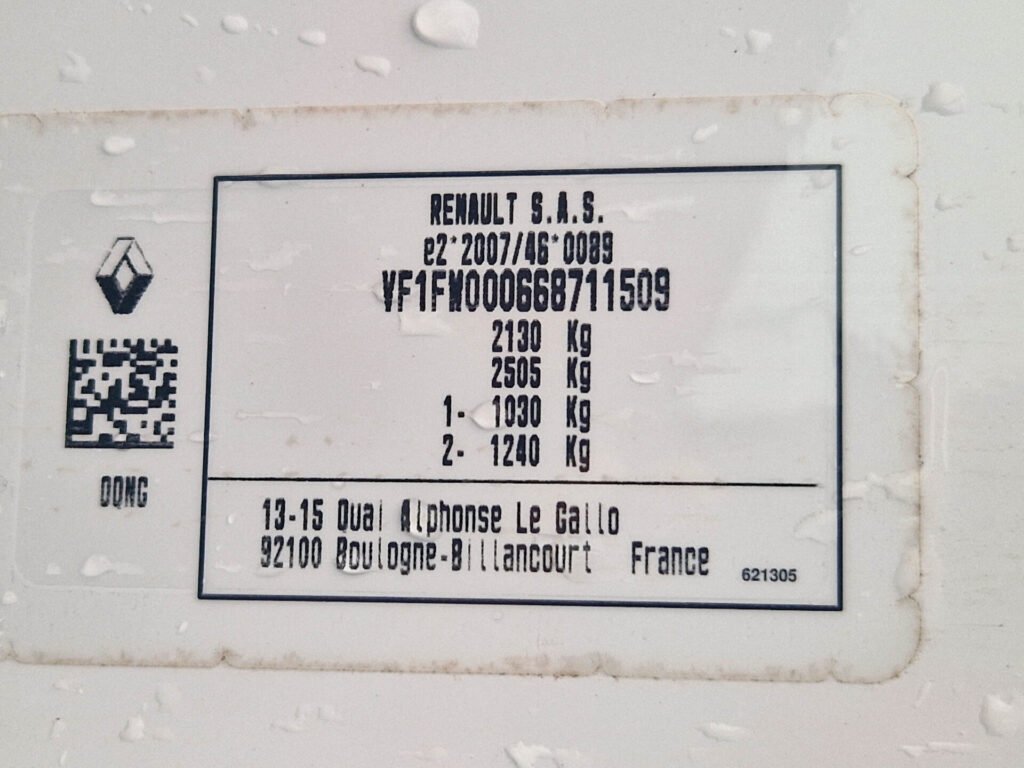 RENAULT S.A.S.
e2*2007/46*0089
VF1FW000668711509
2130 Kg
2505 Kg
1- 1030 Kg
2- 1240 Kg
OQNG
13-15 Quai Alphonse Le Gallo
92100 Boulogne-Billancourt France
621305